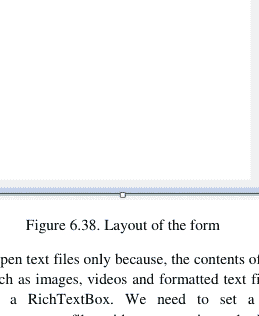 Figure 6.38. Layout of the form
pen text files only because, the contents of
ch as images, videos and formatted text fi
a RichTextBox. We need to set a